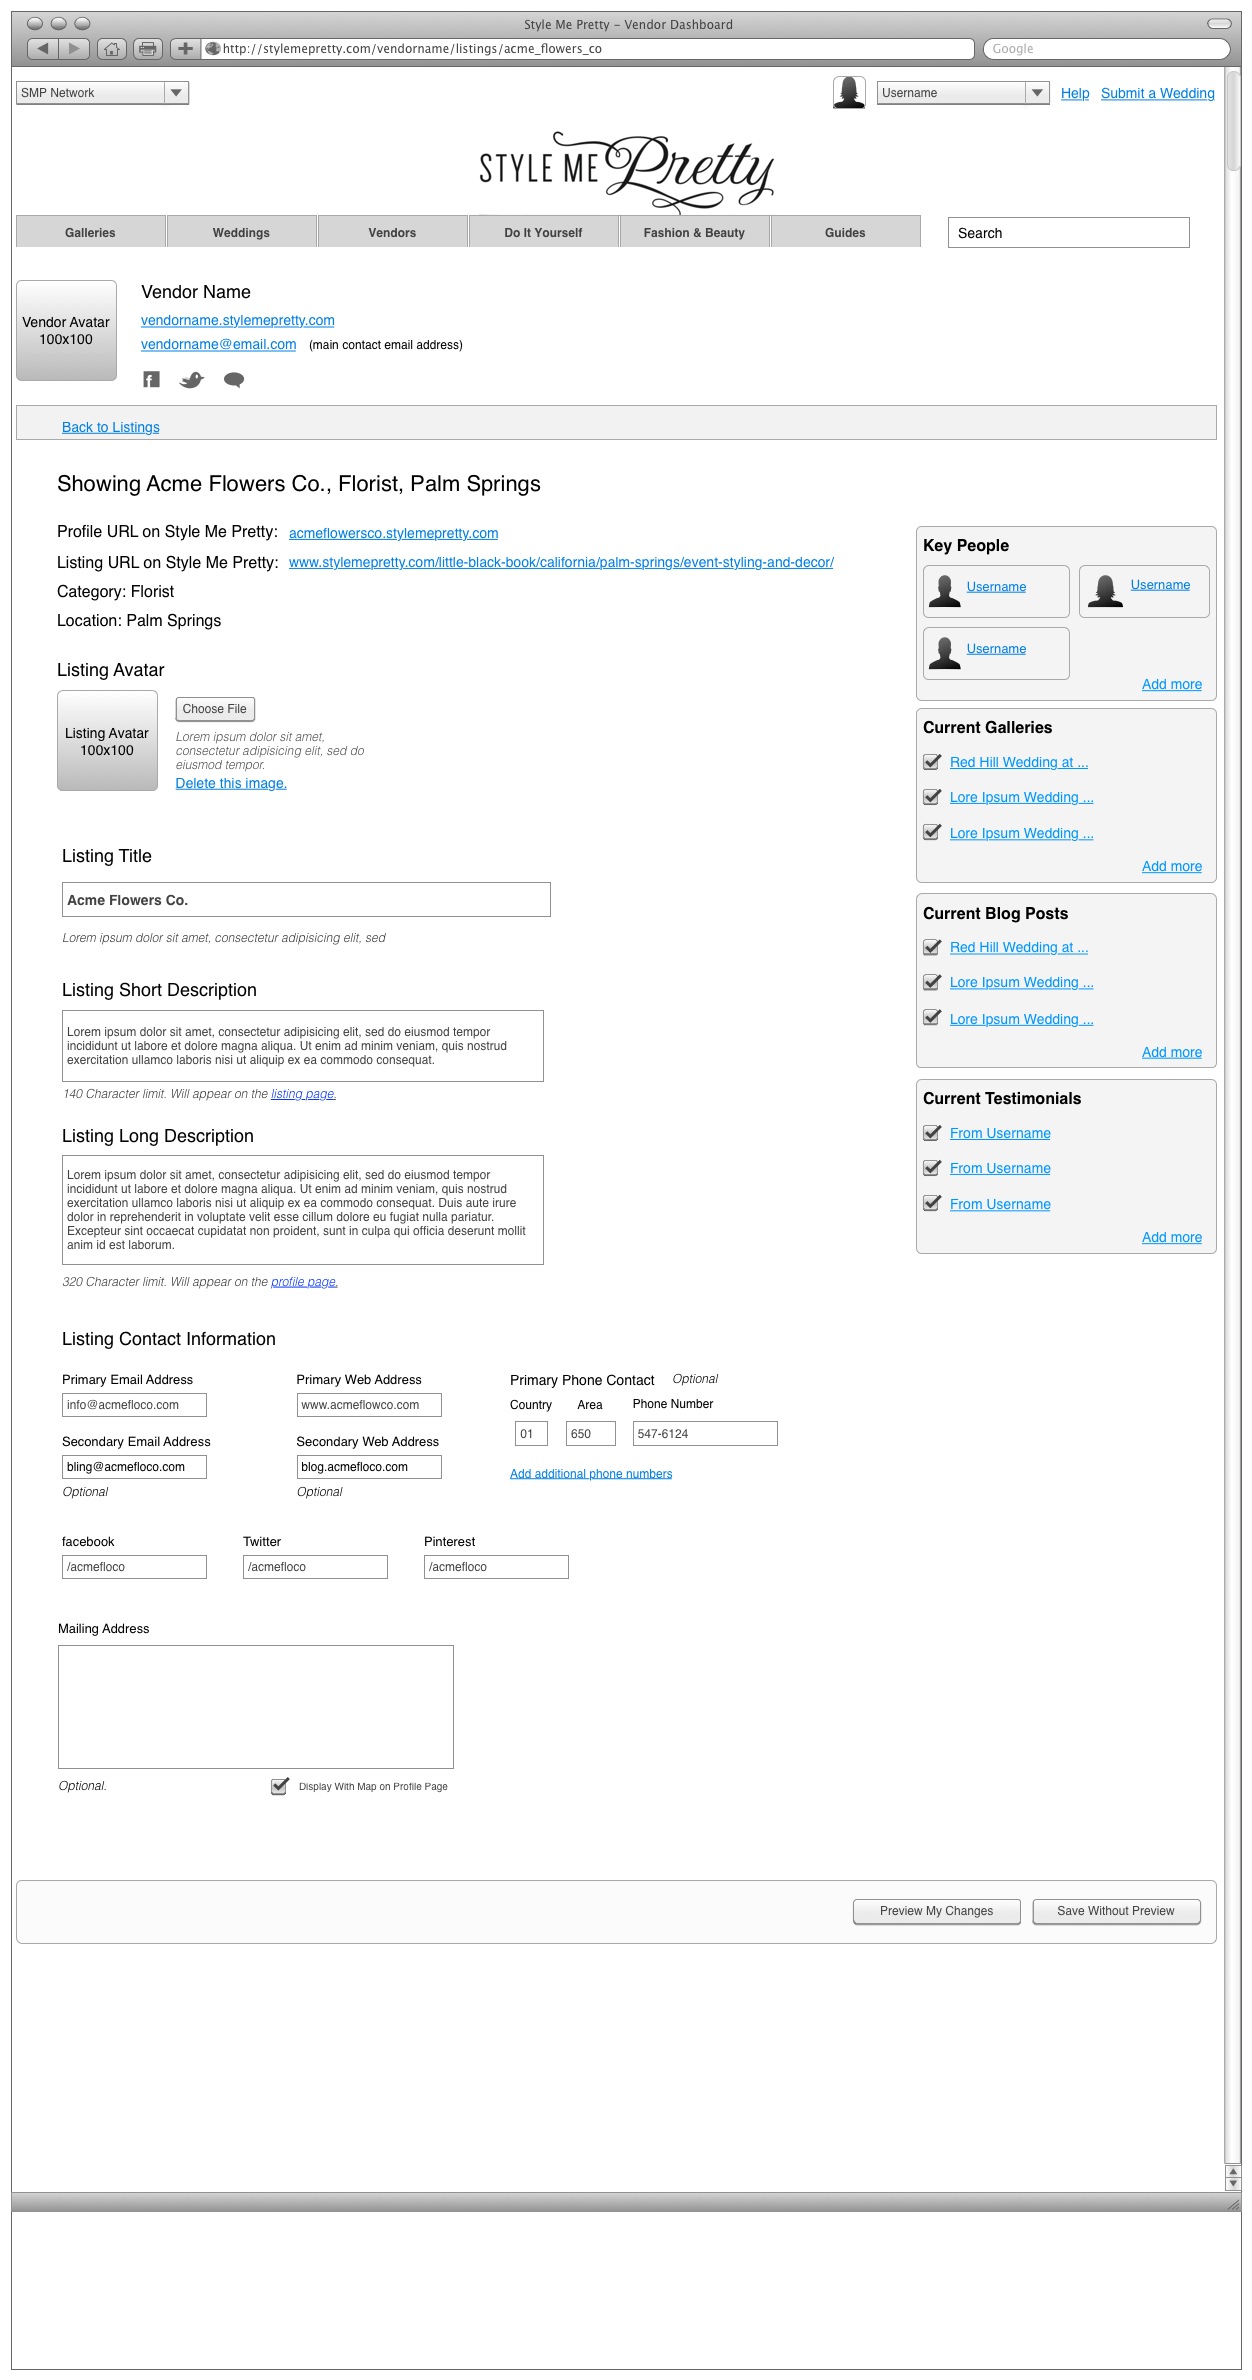 Style Me Pretty – Vendor Dashboard
http://stylemepretty.com/vendorname/listings/acme_flowers_co
Google
SMP Network
Username
Help
Submit a Wedding
STYLE ME Pretty
Galleries
Weddings
Vendors
Do It Yourself
Fashion & Beauty
Guides
Search
Vendor Avatar
100x100
Vendor Name
vendorname.stylemepretty.com
vendorname@email.com (main contact email address)
Back to Listings
Showing Acme Flowers Co., Florist, Palm Springs
Profile URL on Style Me Pretty: acmeflowersco.stylemepretty.com
Listing URL on Style Me Pretty: www.stylemepretty.com/little-black-book/california/palm-springs/event-styling-and-decor/
Category: Florist
Location: Palm Springs
Listing Avatar
Listing Avatar
100x100
Choose File
Lorem ipsum dolor sit amet,
consectetur adipisicing elit, sed do
eiusmod tempor.
Delete this image.
Listing Title
Acme Flowers Co.
Lorem ipsum dolor sit amet, consectetur adipisicing elit, sed
Listing Short Description
Lorem ipsum dolor sit amet, consectetur adipisicing elit, sed do eiusmod tempor
incididunt ut labore et dolore magna aliqua. Ut enim ad minim veniam, quis nostrud
exercitation ullamco laboris nisi ut aliquip ex ea commodo consequat.
140 Character limit. Will appear on the listing page.
Listing Long Description
Lorem ipsum dolor sit amet, consectetur adipisicing elit, sed do eiusmod tempor
incididunt ut labore et dolore magna aliqua. Ut enim ad minim veniam, quis nostrud
exercitation ullamco laboris nisi ut aliquip ex ea commodo consequat. Duis aute irure
dolor in reprehenderit in voluptate velit esse cillum dolore eu fugiat nulla pariatur.
Excepteur sint occaecat cupidatat non proident, sunt in culpa qui officia deserunt mollit
anim id est laborum.
320 Character limit. Will appear on the profile page.
Listing Contact Information
Primary Email Address
info@acmefloco.com
Secondary Email Address
bling@acmefloco.com
Optional
Primary Web Address
www.acmeflowco.com
Secondary Web Address
blog.acmefloco.com
Optional
Primary Phone Contact Optional
Country Area Phone Number
01 650 547-6124
Add additional phone numbers
facebook
/acmefloco
Twitter
/acmefloco
Pinterest
/acmefloco
Mailing Address
Optional.
Display With Map on Profile Page
Key People
Username
Username
Username
Add more
Current Galleries
Red Hill Wedding at ...
Lore Ipsum Wedding ...
Lore Ipsum Wedding ...
Add more
Current Blog Posts
Red Hill Wedding at ...
Lore Ipsum Wedding ...
Lore Ipsum Wedding ...
Add more
Current Testimonials
From Username
From Username
From Username
Add more
Preview My Changes
Save Without Preview